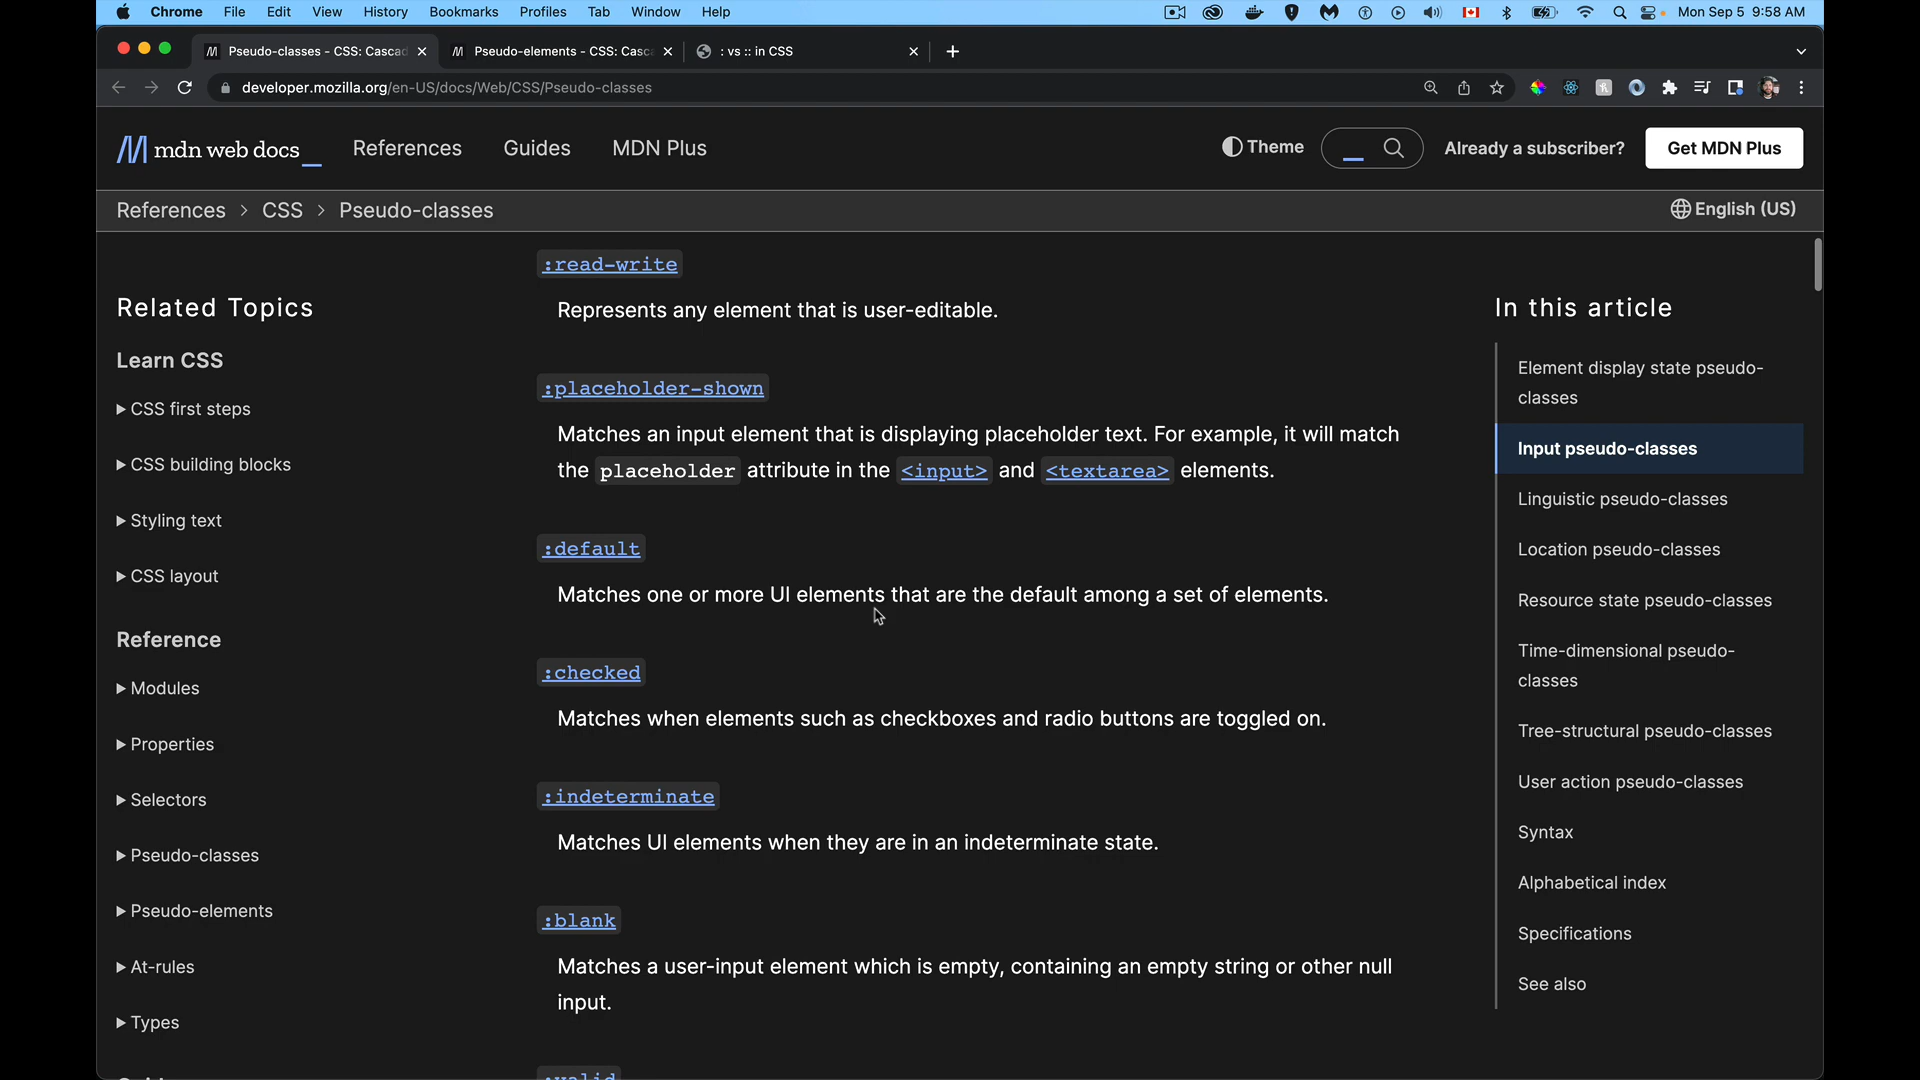 Chrome File Edit View History Bookmarks Profiles Tab Window Help Mon Sep 5 9:58 AM
Pseudo-classes - CSS: Cascad
Pseudo-elements - CSS: Casca
: vs :: in CSS
developer.mozilla.org/en-US/docs/Web/CSS/Pseudo-classes
mdn web docs_ References Guides MDN Plus Theme Already a subscriber? Get MDN Plus
References > CSS > Pseudo-classes English (US)
Related Topics
Learn CSS
CSS first steps
CSS building blocks
Styling text
CSS layout
Reference
Modules
Properties
Selectors
Pseudo-classes
Pseudo-elements
At-rules
Types
:read-write
Represents any element that is user-editable.
:placeholder-shown
Matches an input element that is displaying placeholder text. For example, it will match
the placeholder attribute in the <input> and <textarea> elements.
:default
Matches one or more UI elements that are the default among a set of elements.
:checked
Matches when elements such as checkboxes and radio buttons are toggled on.
:indeterminate
Matches UI elements when they are in an indeterminate state.
:blank
Matches a user-input element which is empty, containing an empty string or other null
input.
:valid
In this article
Element display state pseudo-
classes
Input pseudo-classes
Linguistic pseudo-classes
Location pseudo-classes
Resource state pseudo-classes
Time-dimensional pseudo-
classes
Tree-structural pseudo-classes
User action pseudo-classes
Syntax
Alphabetical index
Specifications
See also